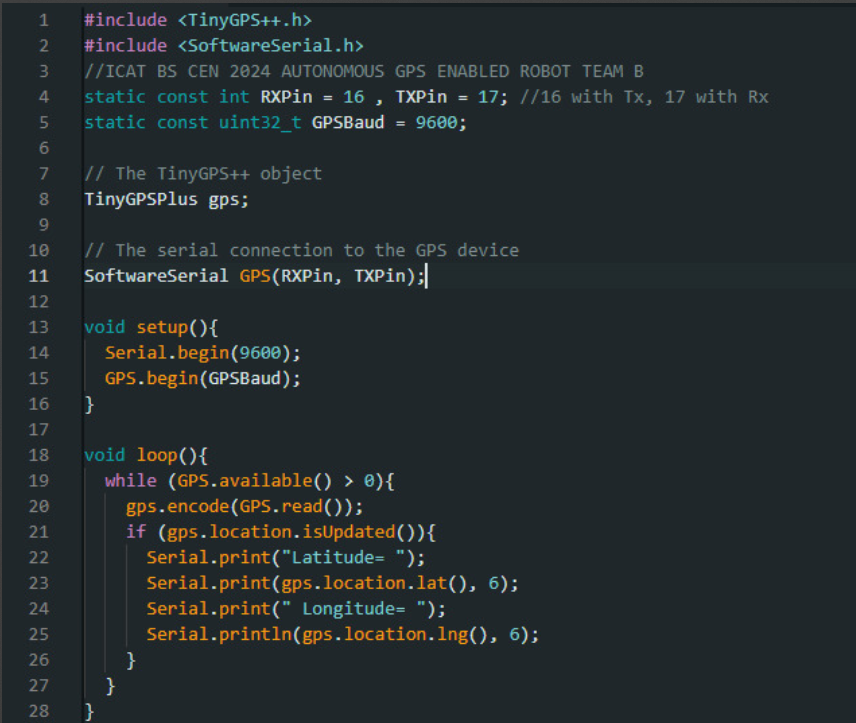 1 #include <TinyGPS++.h>
2 #include <SoftwareSerial.h>
3 //ICAT BS CEN 2024 AUTONOMOUS GPS ENABLED ROBOT TEAM B
4 static const int RXPin = 16 , TXPin = 17; //16 with Tx, 17 with Rx
5 static const uint32_t GPSBaud = 9600;
6
7 // The TinyGPS++ object
8 TinyGPSPlus gps;
9
10 // The serial connection to the GPS device
11 SoftwareSerial GPS(RXPin, TXPin);
12
13 void setup(){
14   Serial.begin(9600);
15   GPS.begin(GPSBaud);
16 }
17
18 void loop(){
19   while (GPS.available() > 0){
20     gps.encode(GPS.read());
21     if (gps.location.isUpdated()){
22       Serial.print("Latitude= ");
23       Serial.print(gps.location.lat(), 6);
24       Serial.print(" Longitude= ");
25       Serial.println(gps.location.lng(), 6);
26     }
27   }
28 }